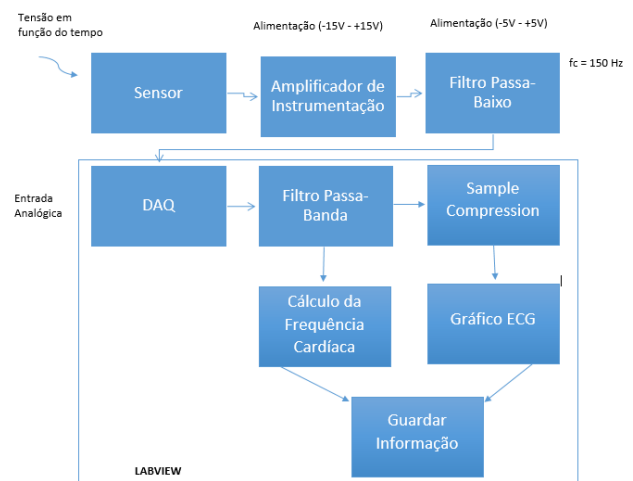 Tensão em
função do tempo
Alimentação (-15V - +15V)
Alimentação (-5V - +5V)
Sensor
Amplificador de
Instrumentação
Filtro Passa-
Baixo
fc = 150 Hz
Entrada
Analógica
DAQ
Filtro Passa-
Banda
Sample
Compression
Cálculo da
Frequência
Cardíaca
Gráfico ECG
Guardar
Informação
LABVIEW